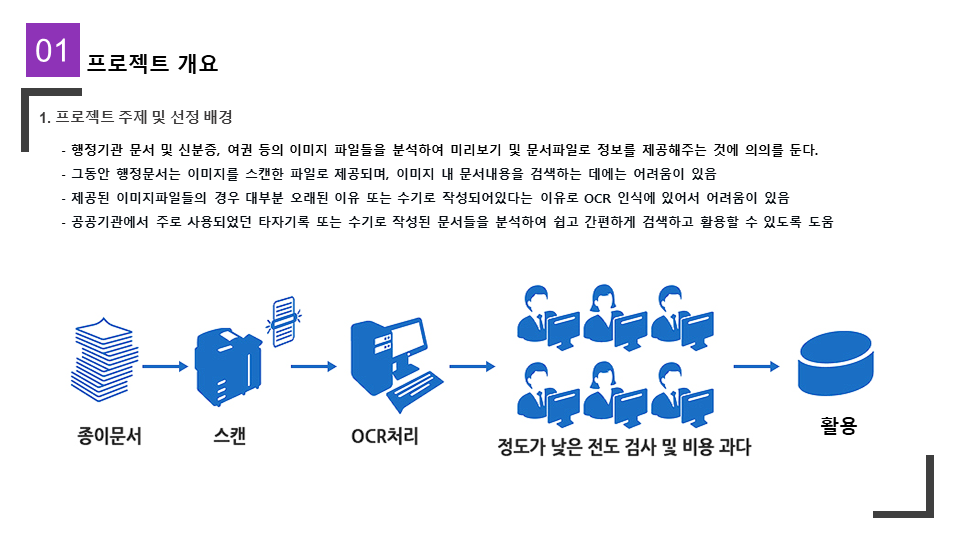 01
프로젝트 개요
1. 프로젝트 주제 및 선정 배경
- 행정기관 문서 및 신분증, 여권 등의 이미지 파일들을 분석하여 미리보기 및 문서파일로 정보를 제공해주는 것에 의의를 둔다.
- 그동안 행정문서는 이미지를 스캔한 파일로 제공되며, 이미지 내 문서내용을 검색하는 데에는 어려움이 있음
- 제공된 이미지파일들의 경우 대부분 오래된 이유 또는 수기로 작성되어있다는 이유로 OCR 인식에 있어서 어려움이 있음
- 공공기관에서 주로 사용되었던 타자기록 또는 수기로 작성된 문서들을 분석하여 쉽고 간편하게 검색하고 활용할 수 있도록 도움
종이문서
스캔
OCR처리
정도가 낮은 전도 검사 및 비용 과다
활용